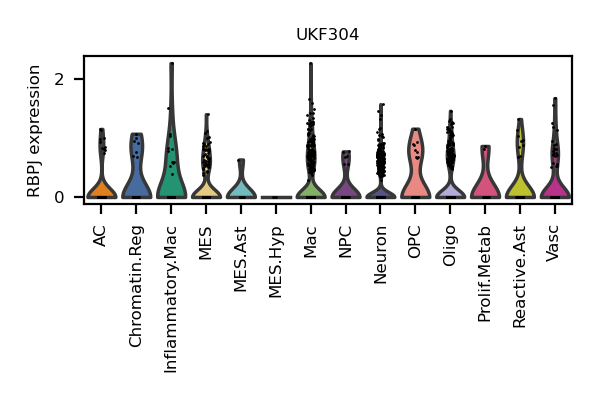 UKF304
RBPJ expression
2
0
AC
Chromatin.Reg
Inflammatory.Mac
MES
MES.Ast
MES.Hyp
Mac
NPC
Neuron
OPC
Oligo
Prolif.Metab
Reactive.Ast
Vasc